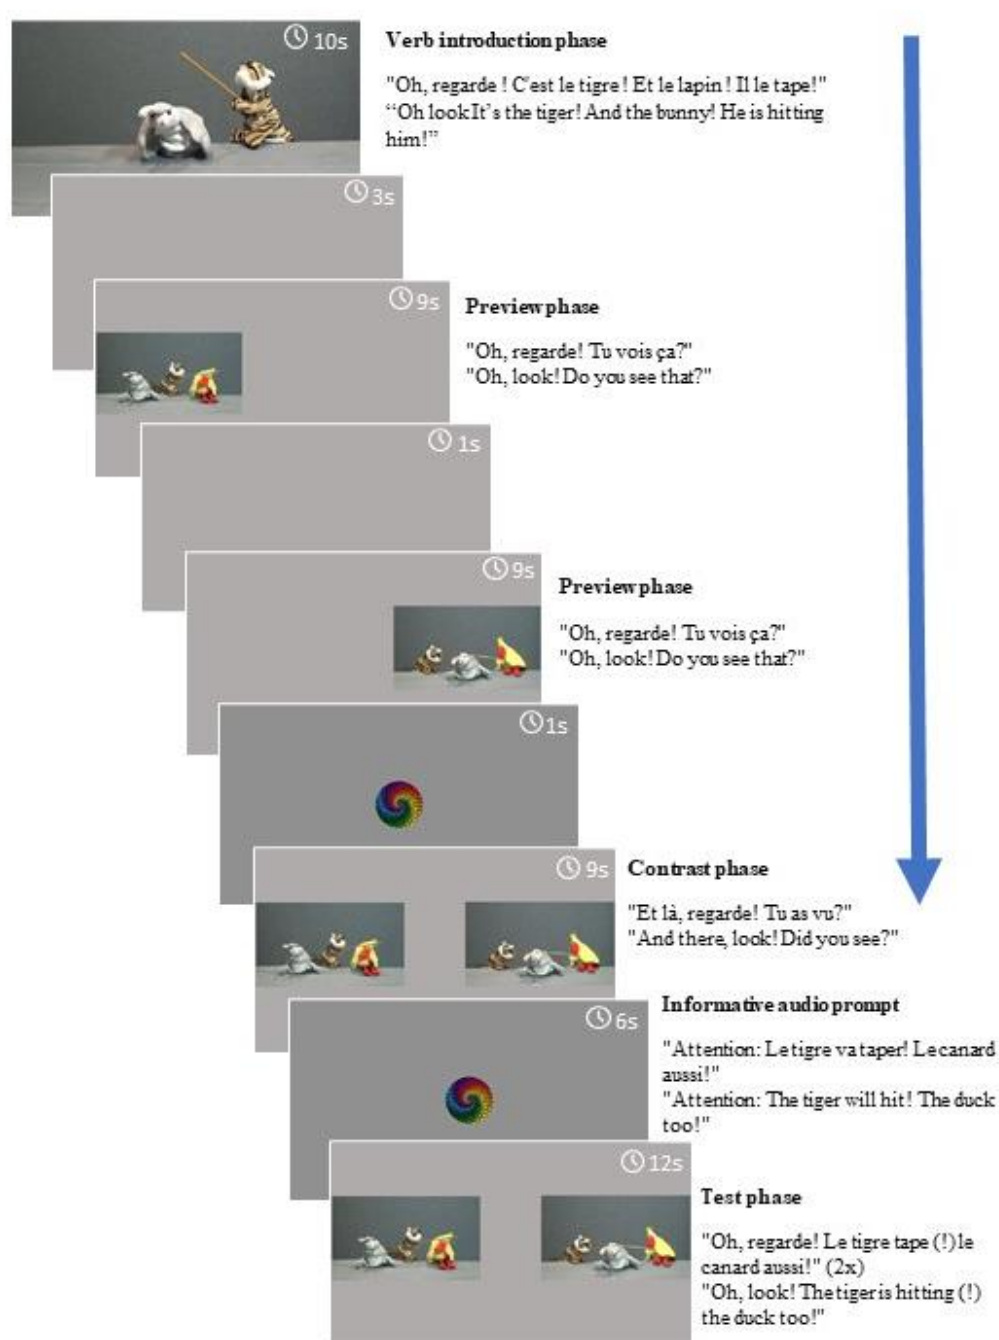 10s
Verb introduction phase
"Oh, regarde ! C'est le tigre ! Et le lapin ! Il le tape!"
“Oh look It’s the tiger! And the bunny! He is hitting
him!”
3s
9s
Preview phase
"Oh, regarde! Tu vois ça?"
"Oh, look! Do you see that?"
1s
9s
Preview phase
"Oh, regarde! Tu vois ça?"
"Oh, look! Do you see that?"
1s
9s
Contrast phase
"Et là, regarde! Tu as vu?"
"And there, look! Did you see?"
6s
Informative audio prompt
"Attention: Le tigre va taper! Le canard
aussi!"
"Attention: The tiger will hit! The duck
too!"
12s
Test phase
"Oh, regarde! Le tigre tape (!) le
canard aussi!" (2x)
"Oh, look! The tiger is hitting (!)
the duck too!"